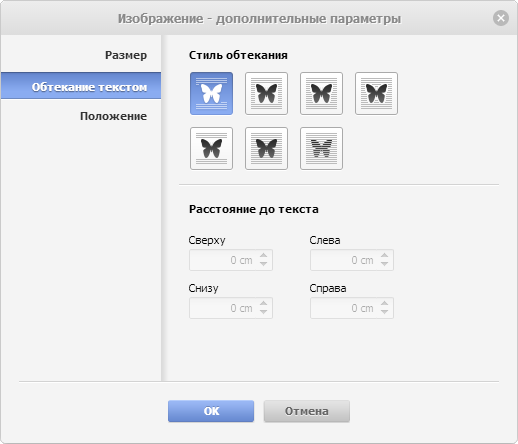 Изображение - дополнительные параметры
Размер
Обтекание текстом
Положение
Стиль обтекания
Расстояние до текста
Сверху Слева
0 cm 0 cm
Снизу Справа
0 cm 0 cm
OK Отмена